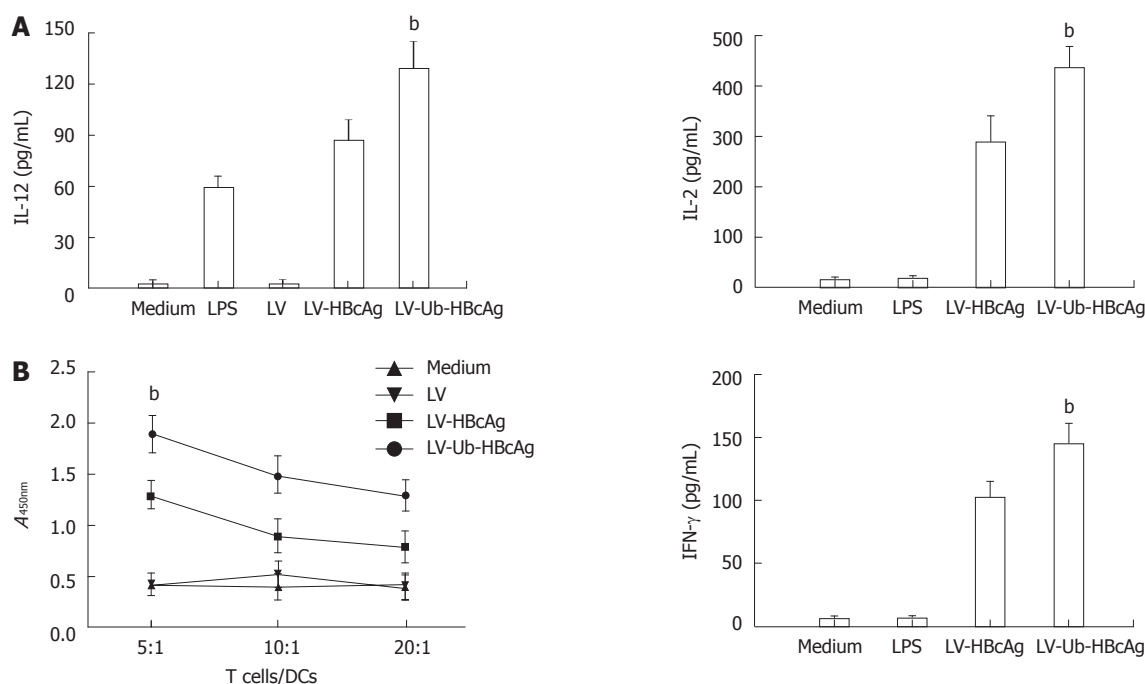 A
IL-12 (pg/mL)
150
120
90
60
30
0
b
Medium LPS LV LV-HBcAg LV-Ub-HBcAg
IL-2 (pg/mL)
500
400
300
200
100
0
b
Medium LPS LV-HBcAg LV-Ub-HBcAg
B
A450nm
2.5
2.0
1.5
1.0
0.5
0.0
b
Medium
LV
LV-HBcAg
LV-Ub-HBcAg
5:1 10:1 20:1
T cells/DCs
IFN-γ (pg/mL)
200
150
100
50
0
b
Medium LPS LV-HBcAg LV-Ub-HBcAg